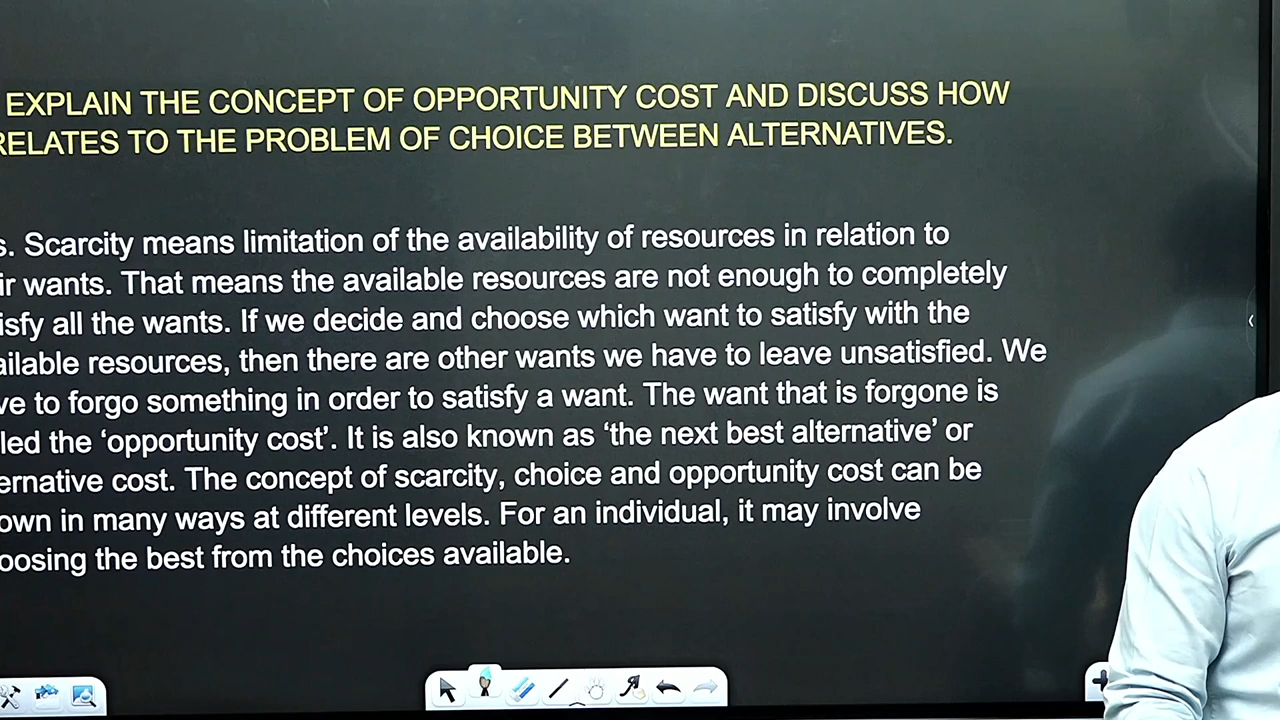 EXPLAIN THE CONCEPT OF OPPORTUNITY COST AND DISCUSS HOW
RELATES TO THE PROBLEM OF CHOICE BETWEEN ALTERNATIVES.
s. Scarcity means limitation of the availability of resources in relation to
ir wants. That means the available resources are not enough to completely
isfy all the wants. If we decide and choose which want to satisfy with the
ailable resources, then there are other wants we have to leave unsatisfied. We
ve to forgo something in order to satisfy a want. The want that is forgone is
led the ‘opportunity cost’. It is also known as ‘the next best alternative’ or
ernative cost. The concept of scarcity, choice and opportunity cost can be
own in many ways at different levels. For an individual, it may involve
oosing the best from the choices available.